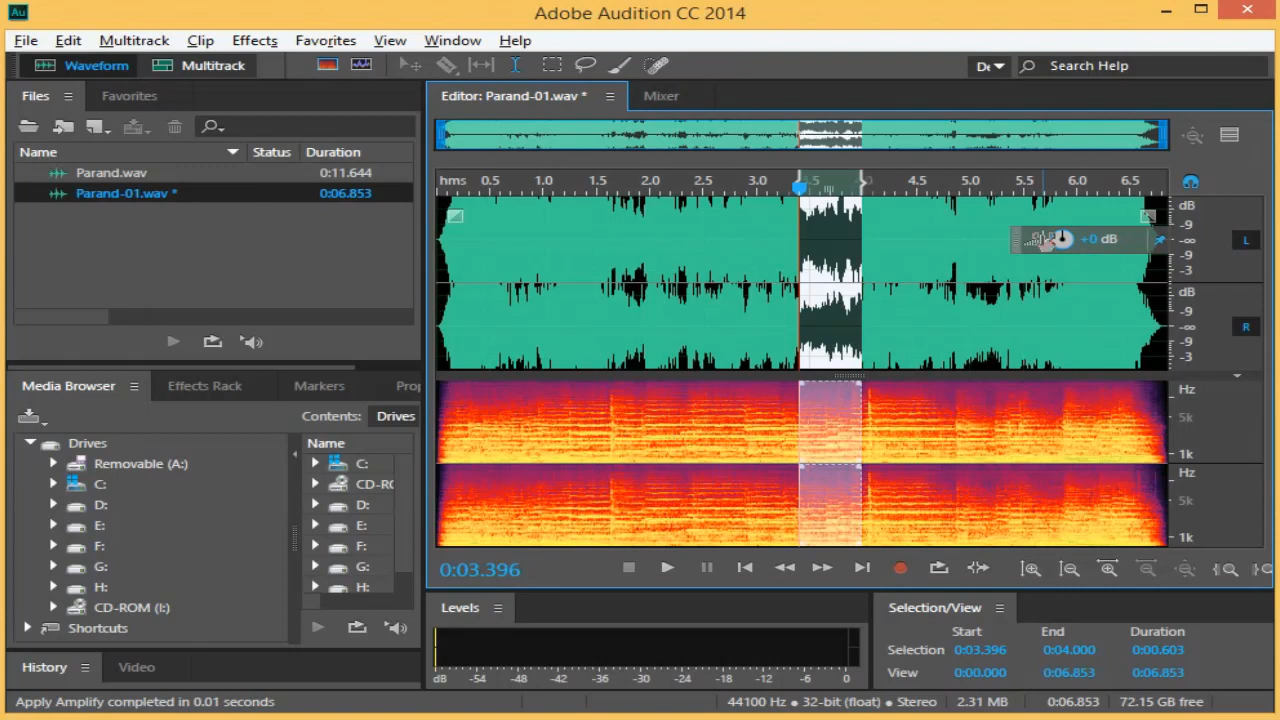 Au Adobe Audition CC 2014
File Edit Multitrack Clip Effects Favorites View Window Help
Waveform Multitrack De Search Help
Files Favorites Editor: Parand-01.wav * Mixer
Name Status Duration
Parand.wav 0:11.644
Parand-01.wav * 0:06.853
hms 0.5 1.0 1.5 2.0 2.5 3.0 4.5 5.0 5.5 6.0 6.5
dB
-9
-∞
-9
-3
L
+0 dB
dB
-9
-∞
-9
-3
R
Media Browser Effects Rack Markers Prop
Contents: Drives
Drives
Removable (A:)
C:
D:
E:
F:
G:
H:
CD-ROM (I:)
Shortcuts
Name
C:
CD-RO
D:
E:
F:
G:
H:
Hz
5k
1k
Hz
5k
1k
0:03.396
Levels
dB -54 -48 -42 -36 -30 -24 -18 -12 -6 0
Selection/View
Start End Duration
Selection 0:03.396 0:04.000 0:00.603
View 0:00.000 0:06.853 0:06.853
History Video
Apply Amplify completed in 0.01 seconds 44100 Hz ● 32-bit (float) ● Stereo 2.31 MB 0:06.853 72.15 GB free